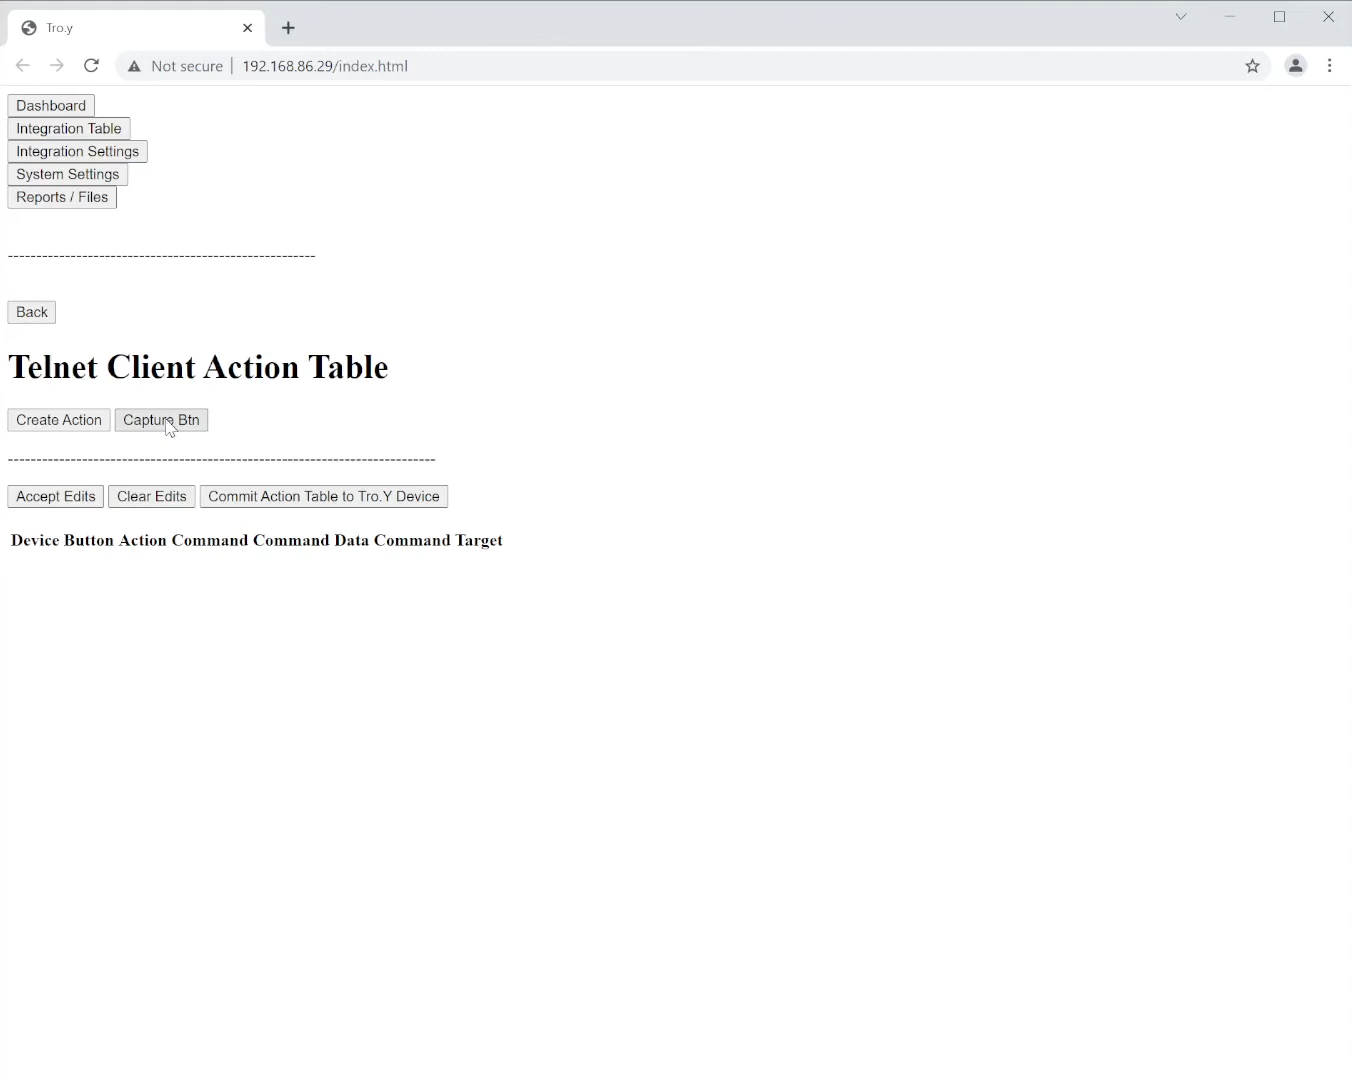 Tro.y
Not secure | 192.168.86.29/index.html
Dashboard
Integration Table
Integration Settings
System Settings
Reports / Files
------------------------------------------------------
Back
Telnet Client Action Table
Create Action Capture Btn
---------------------------------------------------------------------------
Accept Edits Clear Edits Commit Action Table to Tro.Y Device
Device Button Action Command Command Data Command Target